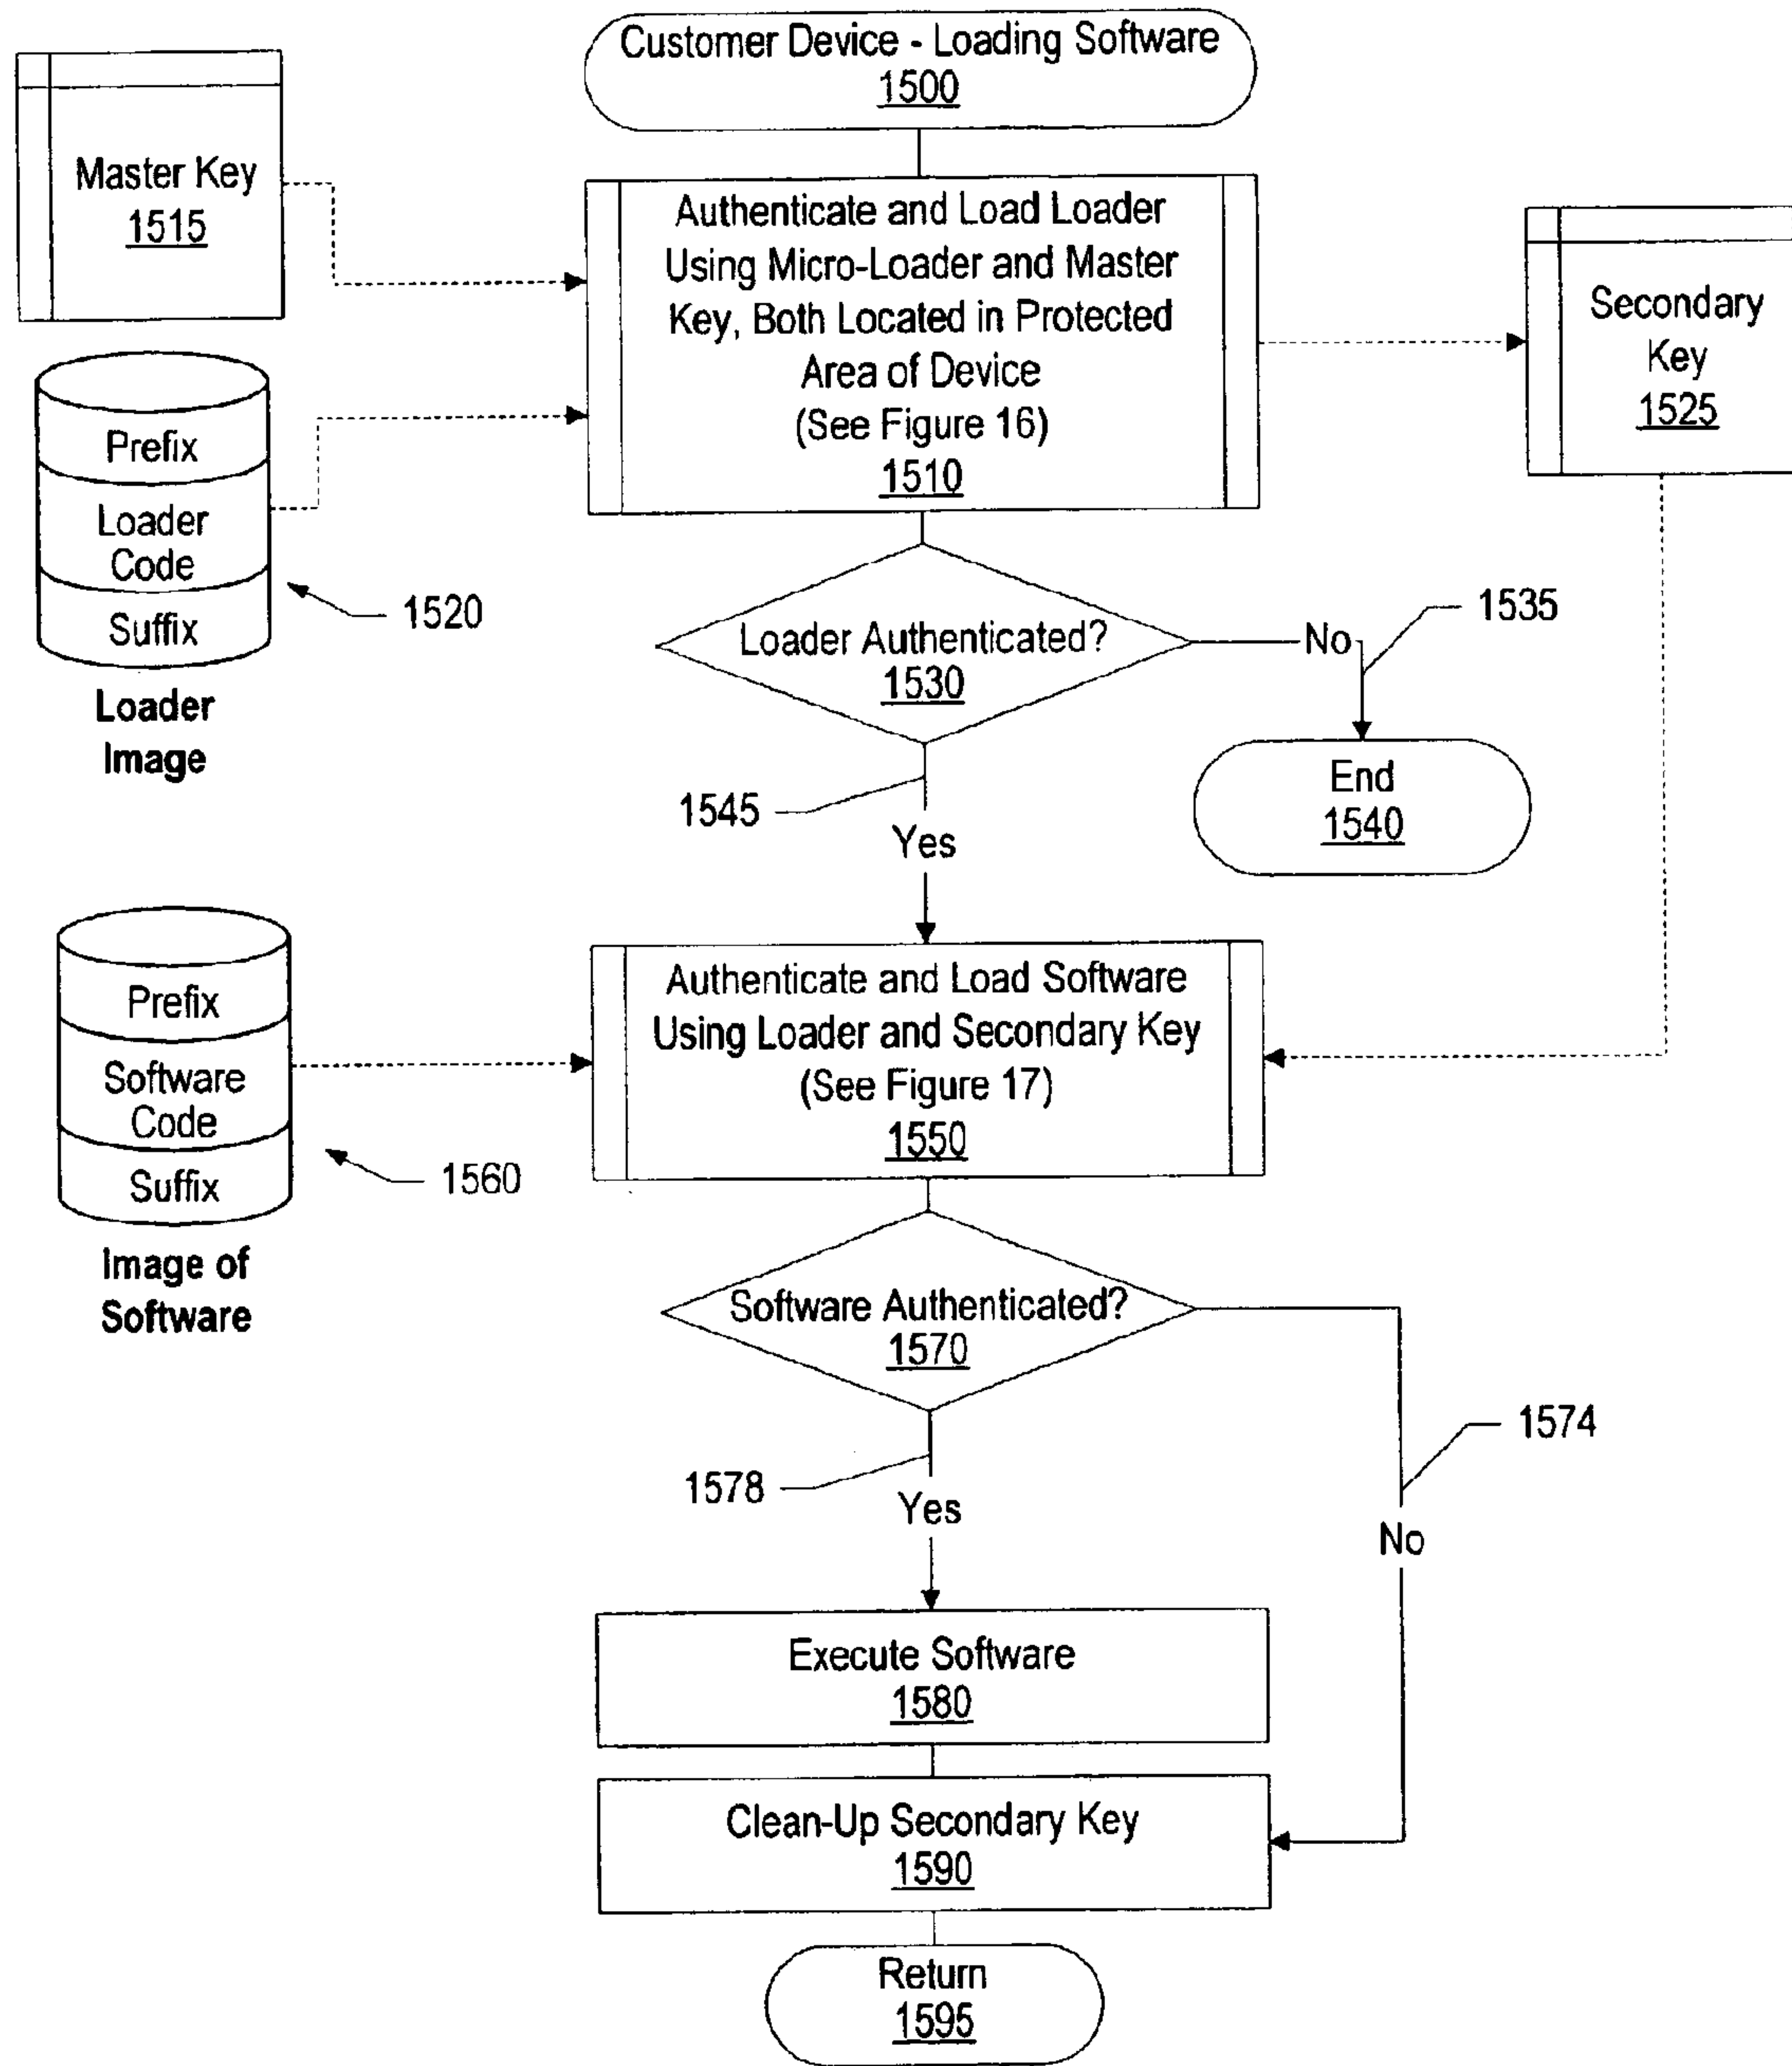 Customer Device - Loading Software
1500
Master Key
1515
Authenticate and Load Loader
Using Micro-Loader and Master
Key, Both Located in Protected
Area of Device
(See Figure 16)
1510
Secondary
Key
1525
Prefix
Loader
Code
Suffix
1520
Loader
Image
Loader Authenticated?
1530
No
1535
End
1540
1545
Yes
Prefix
Software
Code
Suffix
1560
Image of
Software
Authenticate and Load Software
Using Loader and Secondary Key
(See Figure 17)
1550
Software Authenticated?
1570
1574
No
1578
Yes
Execute Software
1580
Clean-Up Secondary Key
1590
Return
1595